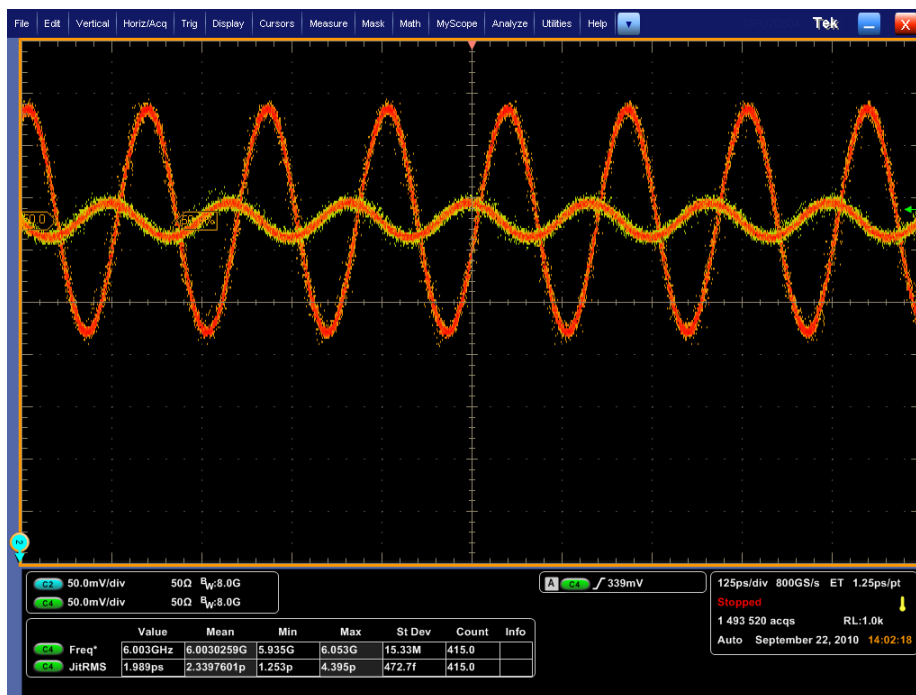 File Edit Vertical Horiz/Acq Trig Display Cursors Measure Mask Math MyScope Analyze Utilities Help Tek X
2
C2 50.0mV/div 50Ω BW:8.0G
C4 50.0mV/div 50Ω BW:8.0G
A C4 339mV
125ps/div 800GS/s ET 1.25ps/pt
Stopped
1 493 520 acqs RL:1.0k
Auto September 22, 2010 14:02:18
Value Mean Min Max St Dev Count Info
C4 Freq* 6.003GHz 6.0030259G 5.935G 6.053G 15.33M 415.0
C4 JitRMS 1.989ps 2.3397601p 1.253p 4.395p 472.7f 415.0